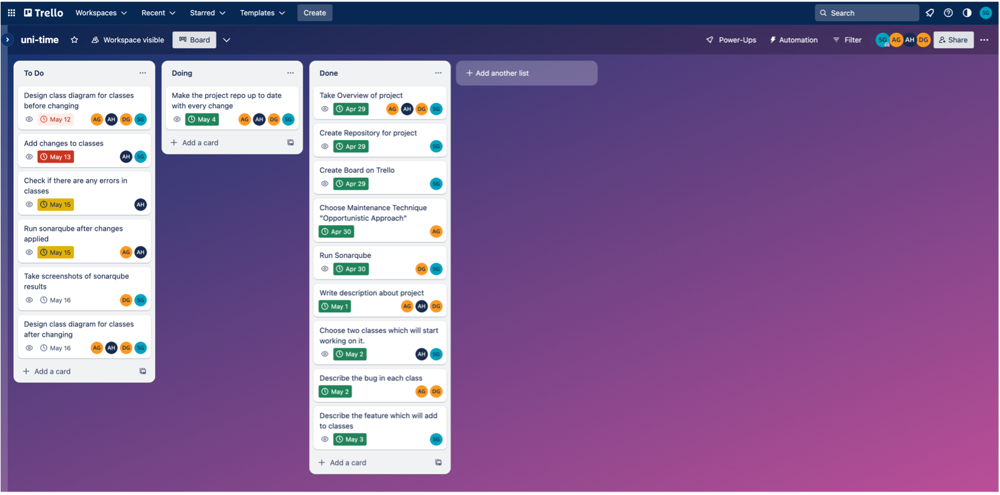 Trello Workspaces Recent Starred Templates Create Search SG
uni-time Workspace visible Board Power-Ups Automation Filter SG AG AH DG Share
To Do
Design class diagram for classes
before changing
May 12 AG AH DG SG
Add changes to classes
May 13 AH SG
Check if there are any errors in
classes
May 15 AH
Run sonarqube after changes
applied
May 15 AG AH
Take screenshots of sonarqube
results
May 16 DG SG
Design class diagram for classes
after changing
May 16 AG AH DG SG
+ Add a card
Doing
Make the project repo up to date
with every change
May 4 AG AH DG SG
+ Add a card
Done
Take Overview of project
Apr 29 AG AH DG SG
Create Repository for project
Apr 29 SG
Create Board on Trello
Apr 29 SG
Choose Maintenance Technique
"Opportunistic Approach"
Apr 30 AG
Run Sonarqube
Apr 30 DG SG
Write description about project
May 1 AG AH DG
Choose two classes which will start
working on it.
May 2 AH SG
Describe the bug in each class
May 2 AG DG
Describe the feature which will add
to classes
May 3 SG
+ Add a card
+ Add another list